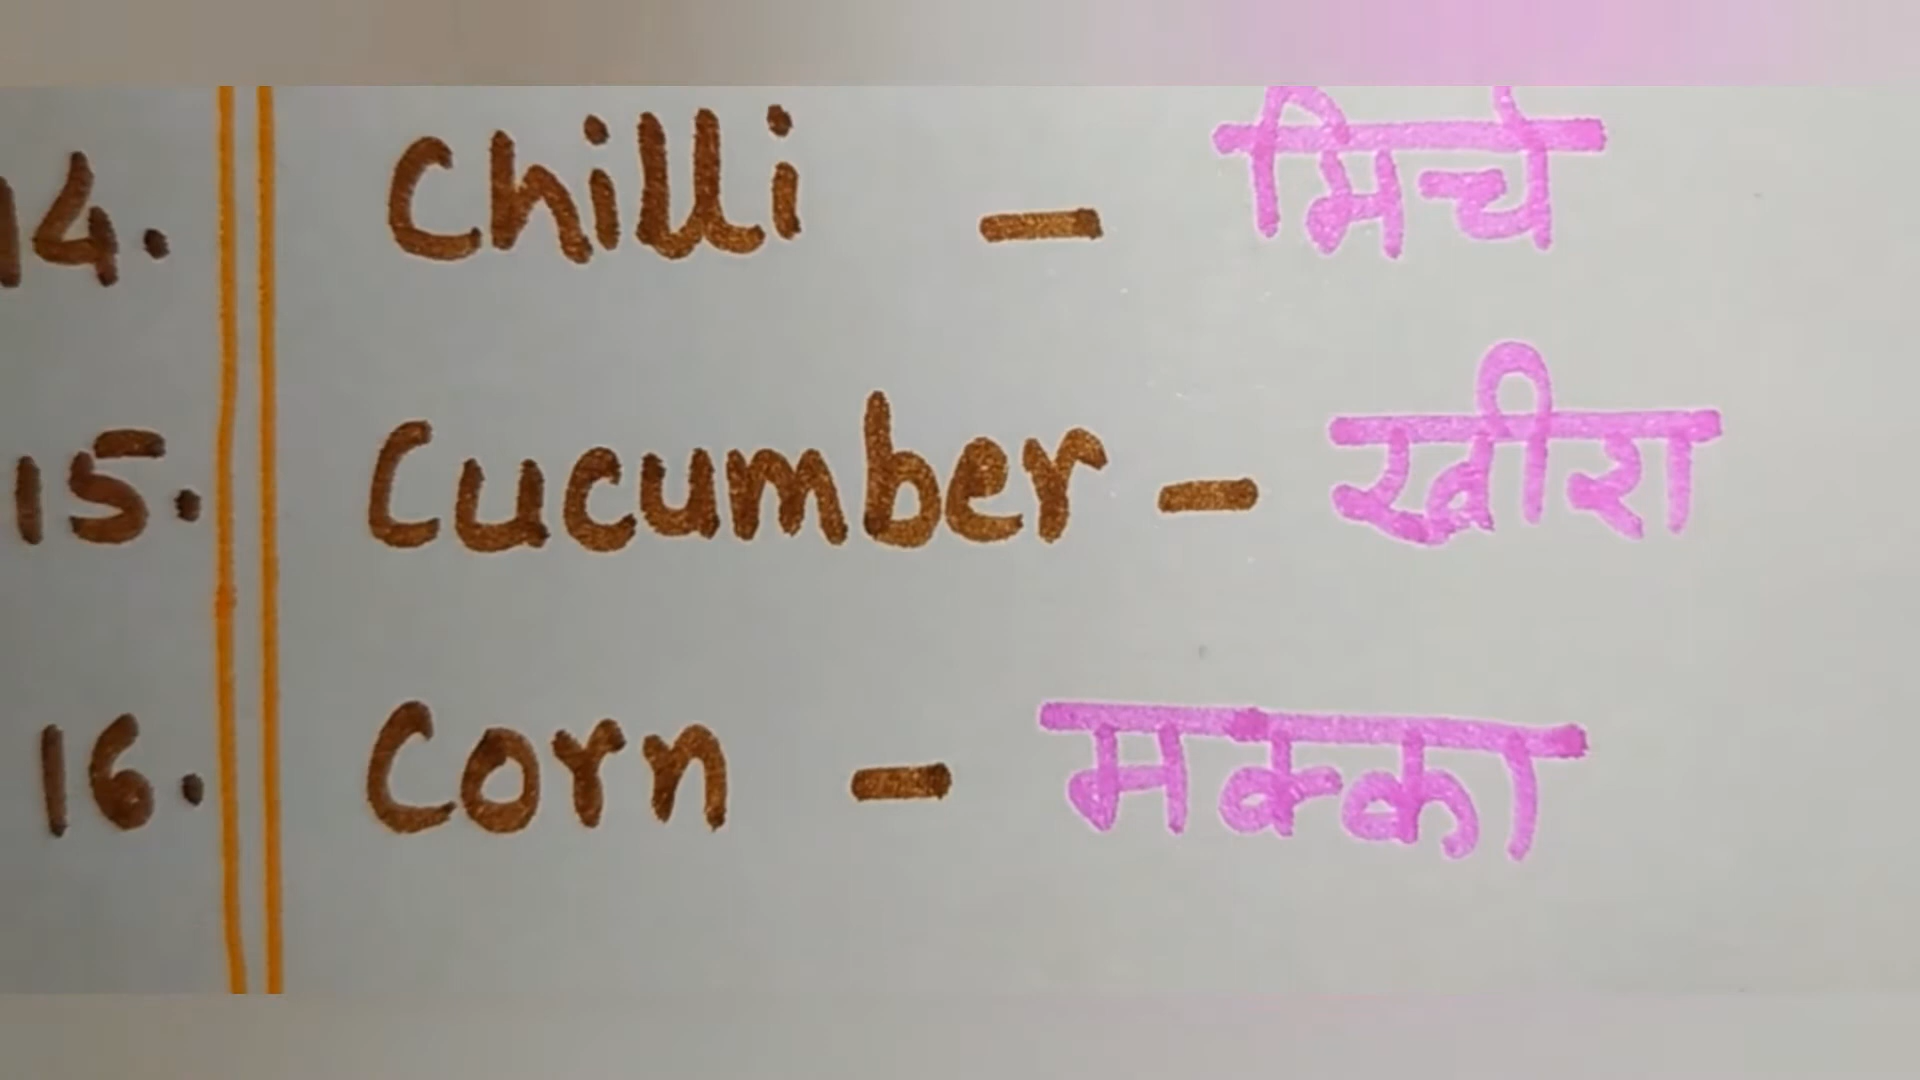 14. Chilli - मिर्च
15. Cucumber - खीरा
16. Corn - मक्का